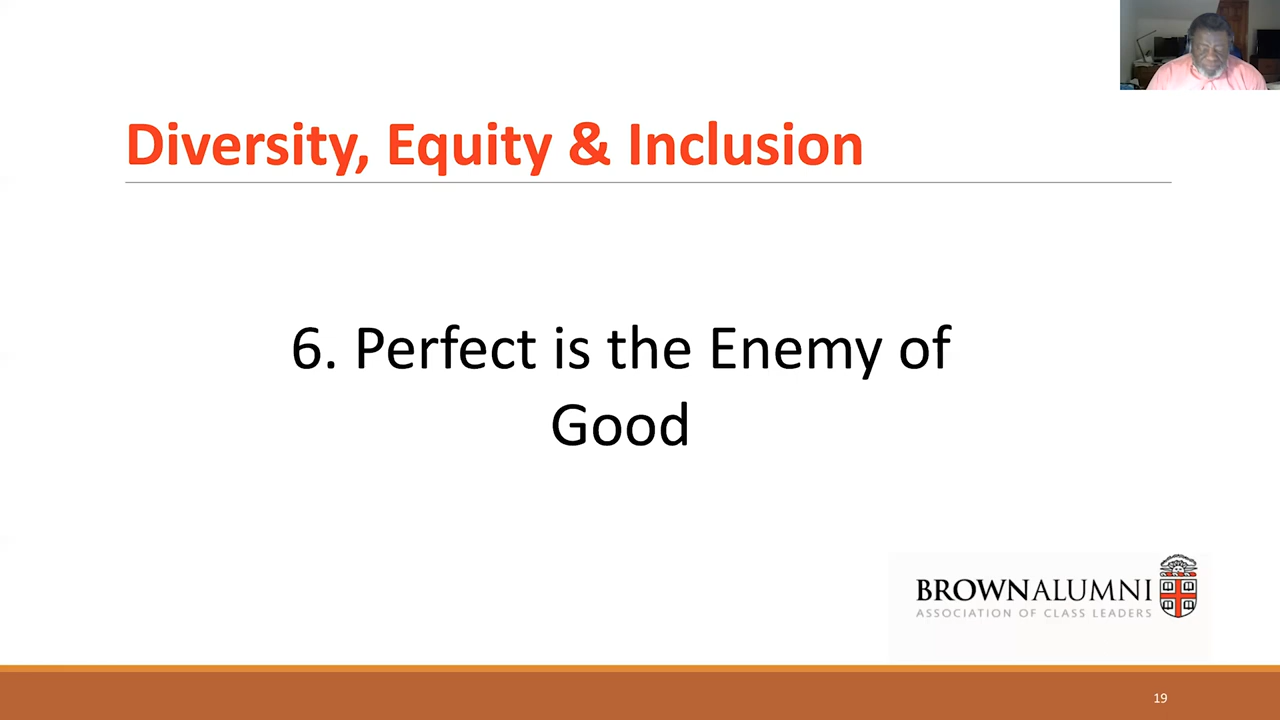 Diversity, Equity & Inclusion
6. Perfect is the Enemy of
Good
BROWNALUMNI
ASSOCIATION OF CLASS LEADERS
19